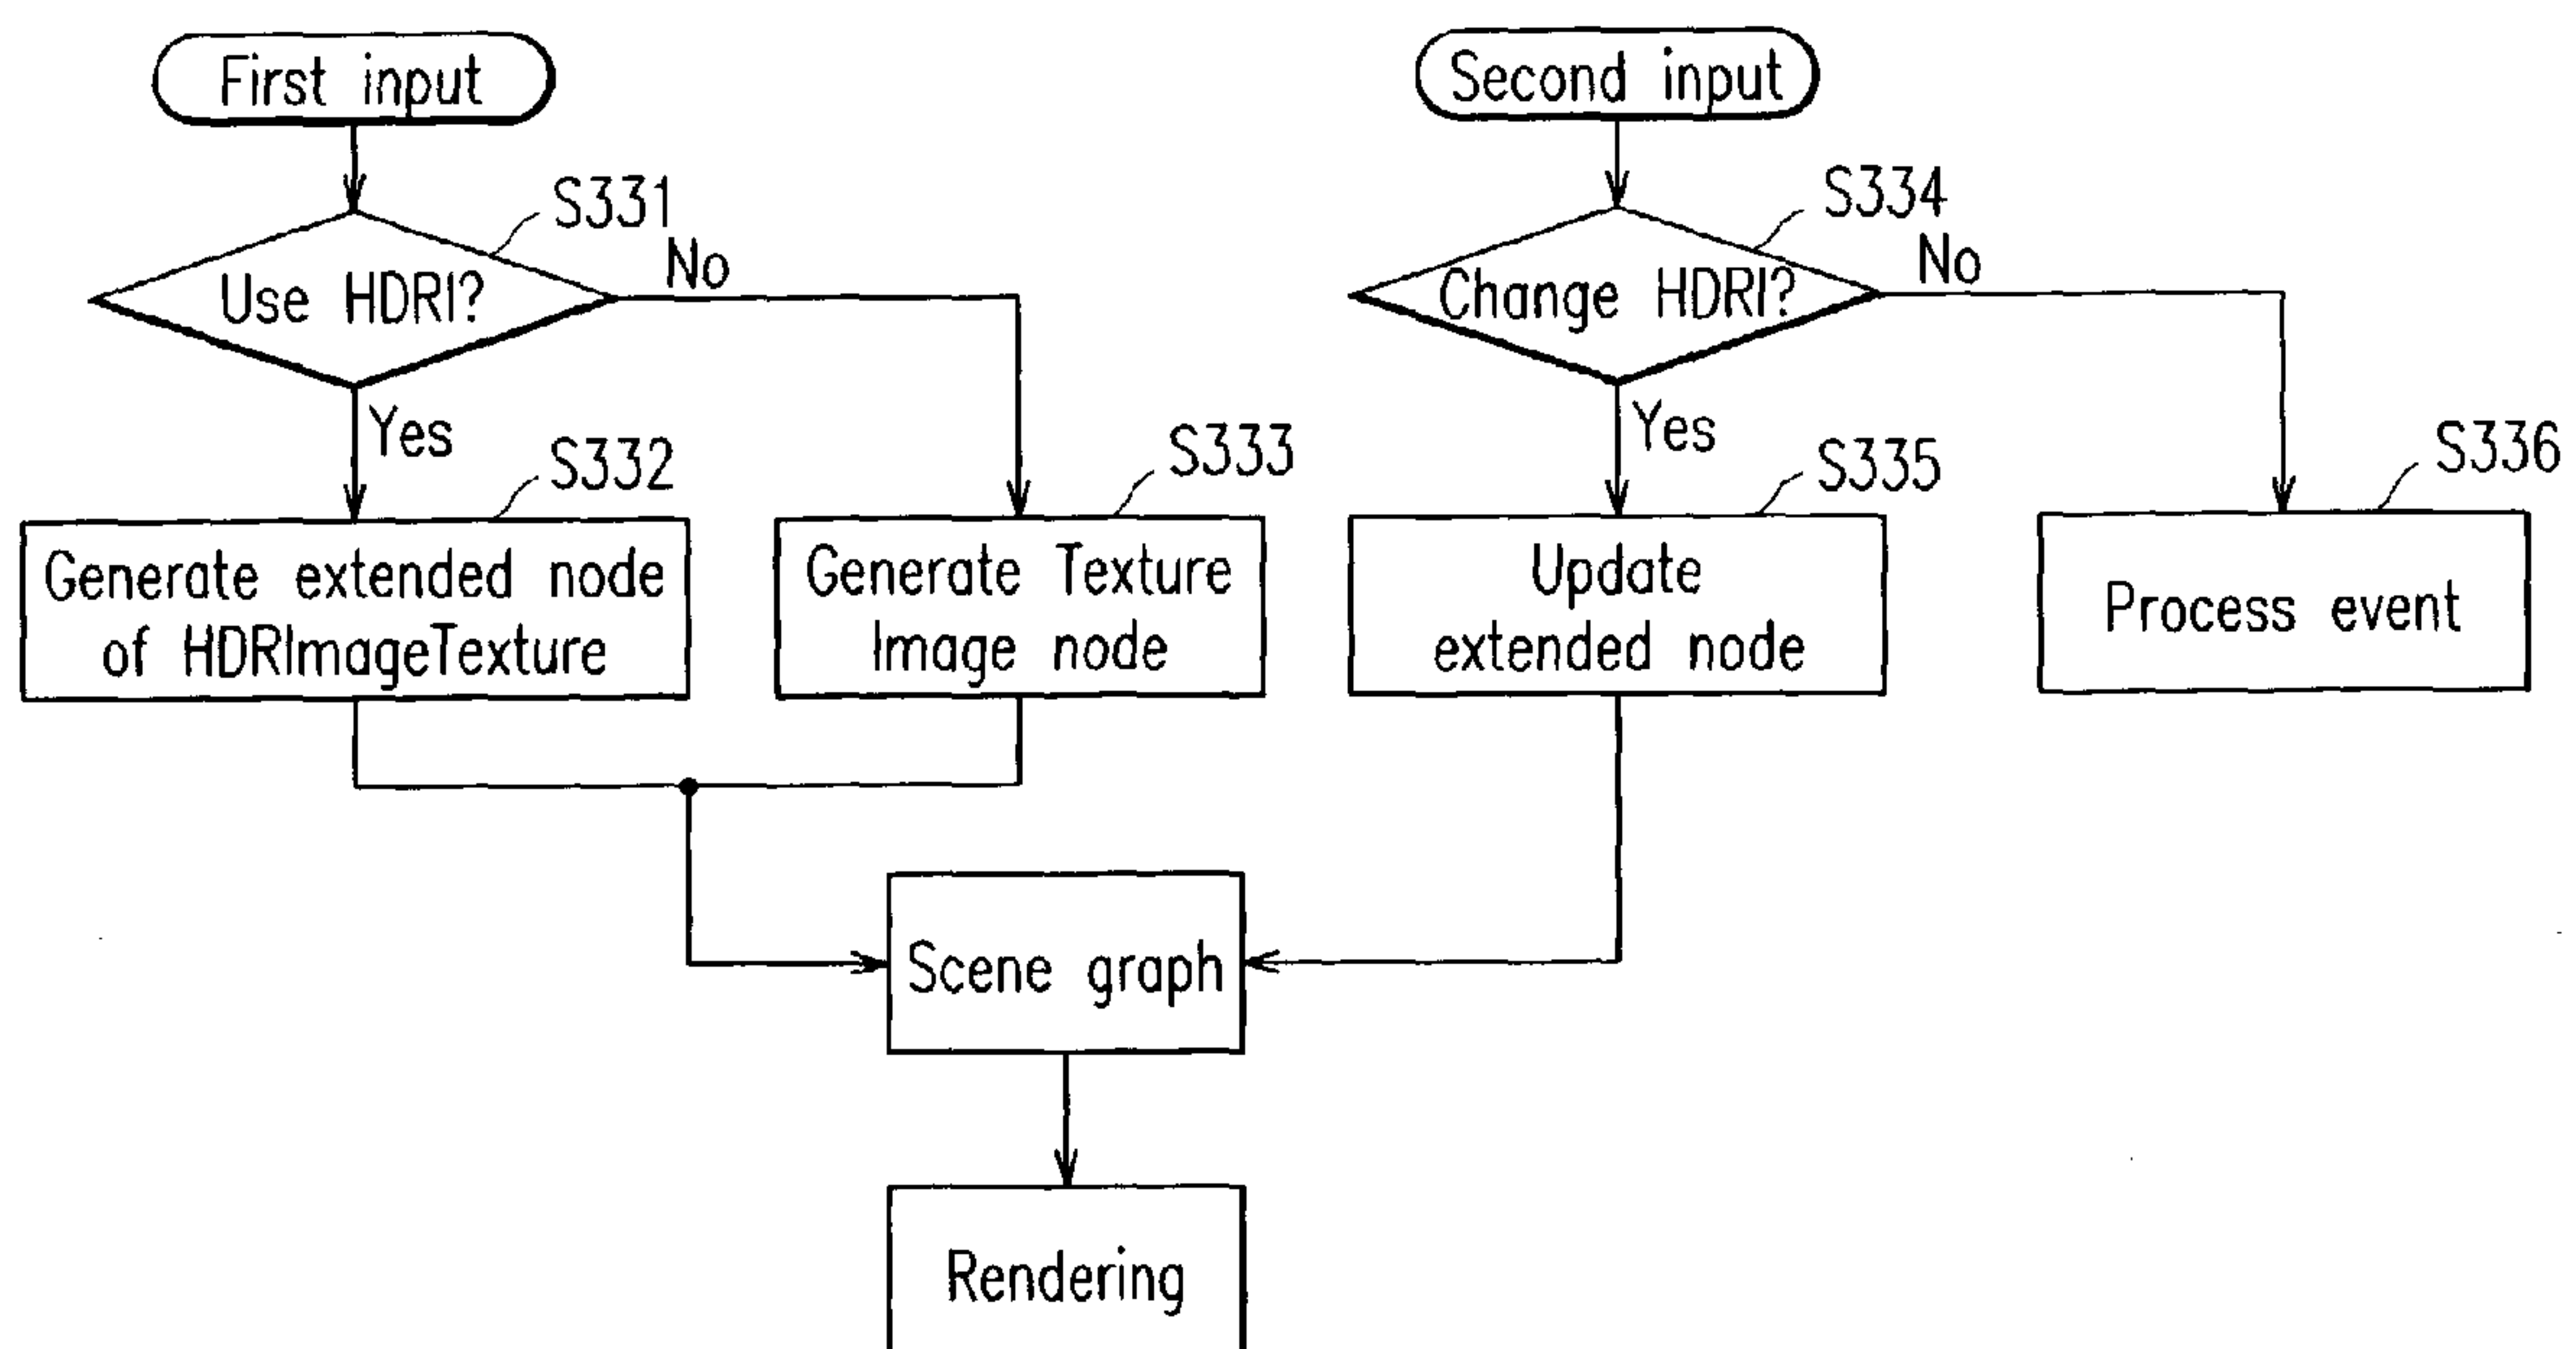 First input
Second input
S331
S334
Use HDRI?
No
Change HDRI?
No
Yes
Yes
S332
S333
S335
S336
Generate extended node
of HDRImageTexture
Generate Texture
Image node
Update
extended node
Process event
Scene graph
Rendering